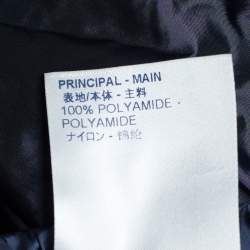 PRINCIPAL - MAIN
表地/本体 - 主料
100% POLYAMIDE -
POLYAMIDE
ナイロン - 锦纶